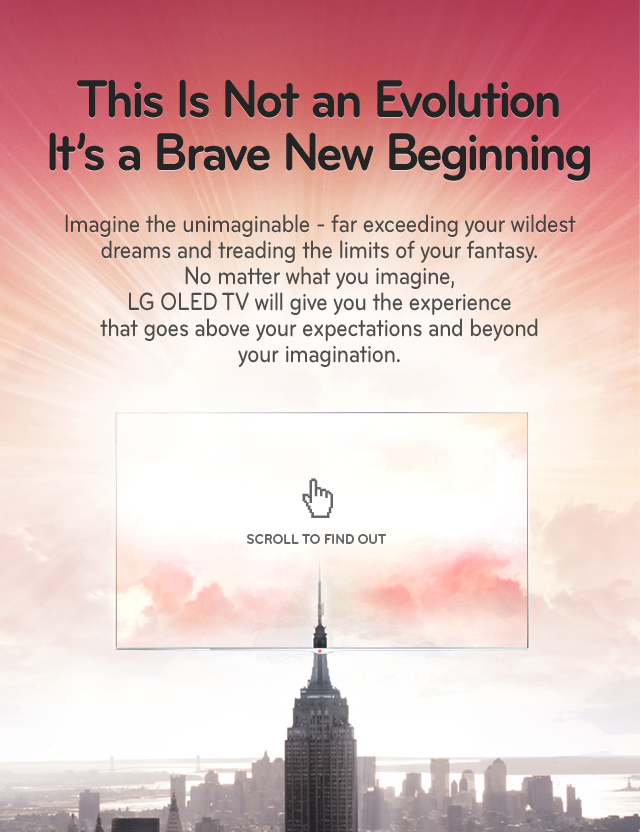 This Is Not an Evolution
It's a Brave New Beginning
Imagine the unimaginable - far exceeding your wildest
dreams and treading the limits of your fantasy.
No matter what you imagine,
LG OLED TV will give you the experience
that goes above your expectations and beyond
your imagination.
SCROLL TO FIND OUT